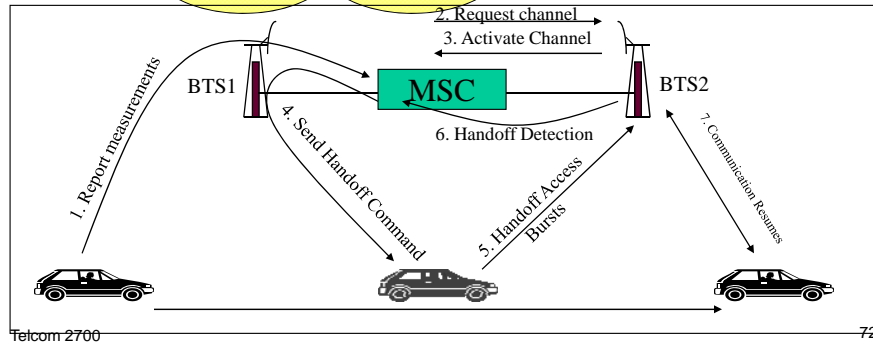 2. Request channel
3. Activate Channel
BTS1
MSC
BTS2
6. Handoff Detection
1. Report measurements
4. Send Handoff Command
5. Handoff Access
Bursts
7. Communication Resumes
Telcom 2700
72